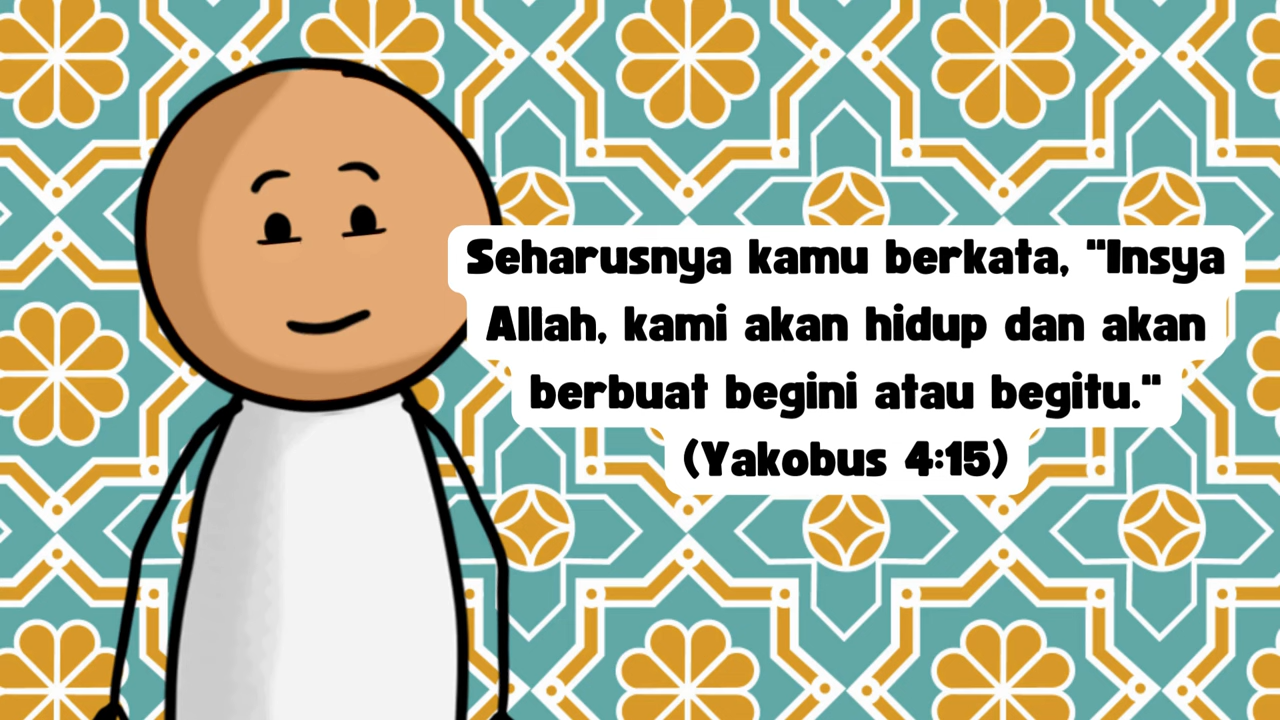 Seharusnya kamu berkata, "Insya
Allah, kami akan hidup dan akan
berbuat begini atau begitu."
(Yakobus 4:15)